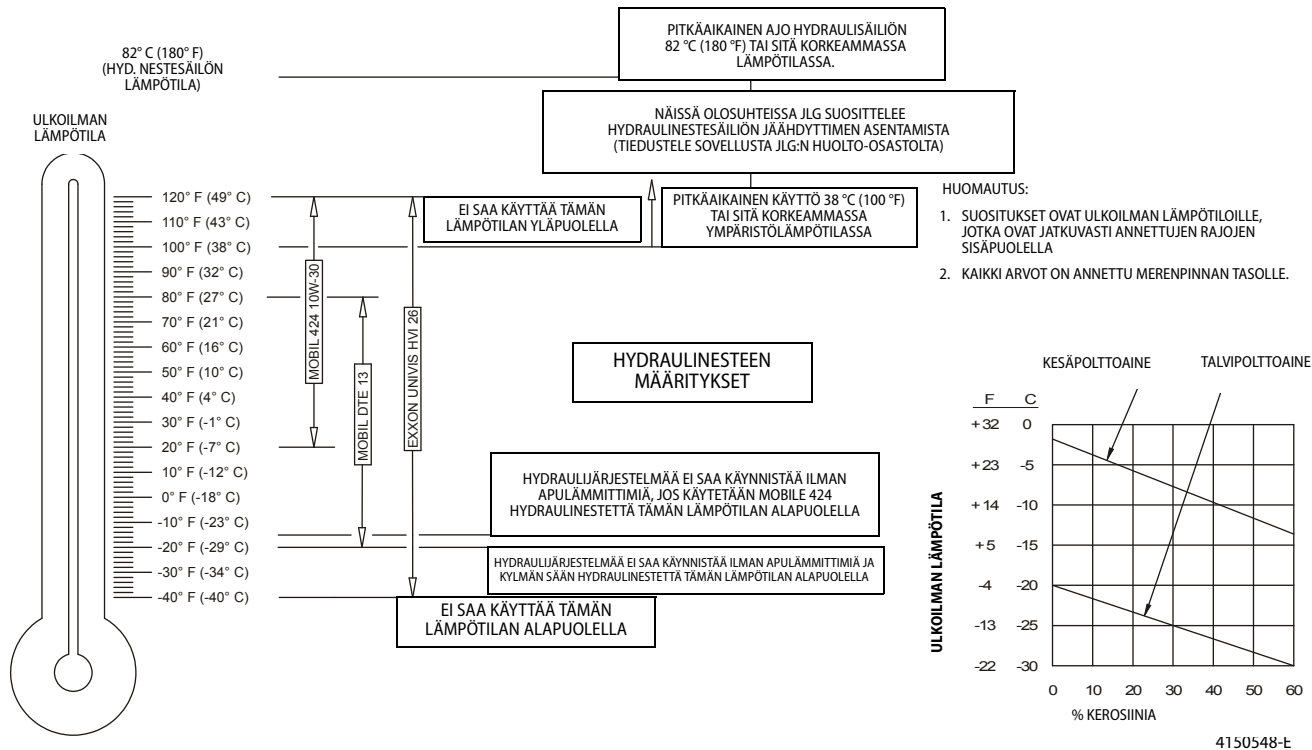 82° C (180° F)
(HYD. NESTESÄILÖN
LÄMPÖTILA)
PITKÄAIKAINEN AJO HYDRAULISÄILIÖN
82 °C (180 °F) TAI SITÄ KORKEAMMASSA
LÄMPÖTILASSA.
NÄISSÄ OLOSUHTEISSA JLG SUOSITTELEE
HYDRAULINESTESÄILIÖN JÄÄHDYTTIMEN ASENTAMISTA
(TIEDUSTELE SOVELLUSTA JLG:N HUOLTO-OSASTOLTA)
ULKOILMAN
LÄMPÖTILA
120° F (49° C)
110° F (43° C)
100° F (38° C)
90° F (32° C)
80° F (27° C)
70° F (21° C)
60° F (16° C)
50° F (10° C)
40° F (4° C)
30° F (-1° C)
20° F (-7° C)
10° F (-12° C)
0° F (-18° C)
-10° F (-23° C)
-20° F (-29° C)
-30° F (-34° C)
-40° F (-40° C)
MOBIL 424 10W-30
MOBIL DTE 13
EXXON UNIVIS HVI 26
EI SAA KÄYTTÄÄ TÄMÄN
LÄMPÖTILAN YLÄPUOLELLA
PITKÄAIKAINEN KÄYTTÖ 38 °C (100 °F)
TAI SITÄ KORKEAMMASSA
YMPÄRISTÖLÄMPÖTILASSA
HYDRAULINESTEEN
MÄÄRITYKSET
HYDRAULIJÄRJESTELMÄÄ EI SAA KÄYNNISTÄÄ ILMAN
APULÄMMITTIMIÄ, JOS KÄYTETÄÄN MOBILE 424
HYDRAULINESTETTÄ TÄMÄN LÄMPÖTILAN ALAPUOLELLA
HYDRAULIJÄRJESTELMÄÄ EI SAA KÄYNNISTÄÄ ILMAN APULÄMMITTIMIÄ JA
KYLMÄN SÄÄN HYDRAULINESTETTÄ TÄMÄN LÄMPÖTILAN ALAPUOLELLA
EI SAA KÄYTTÄÄ TÄMÄN
LÄMPÖTILAN ALAPUOLELLA
HUOMAUTUS:
1. SUOSITUKSET OVAT ULKOILMAN LÄMPÖTILOILLE,
JOTKA OVAT JATKUVASTI ANNETTUJEN RAJOJEN
SISÄPUOLELLA
2. KAIKKI ARVOT ON ANNETTU MERENPINNAN TASOLLE.
KESÄPOLTTOAINE
TALVIPOLTTOAINE
F C
+32 0
+23 -5
+14 -10
+5 -15
-4 -20
-13 -25
-22 -30
ULKOILMAN LÄMPÖTILA
0 10 20 30 40 50 60
% KEROSIINIA
4150548-E